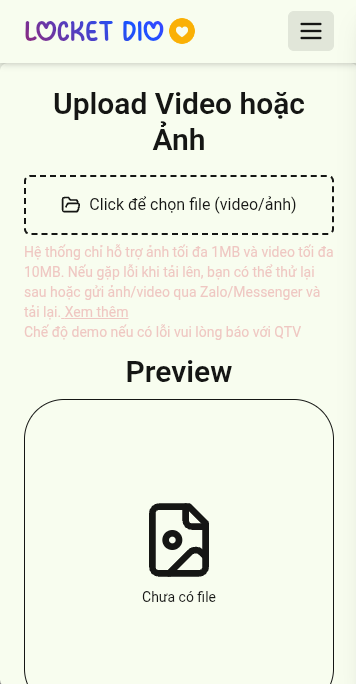 LOCKET DIO
Upload Video hoặc
Ảnh
Click để chọn file (video/ảnh)
Hệ thống chỉ hỗ trợ ảnh tối đa 1MB và video tối đa
10MB. Nếu gặp lỗi khi tải lên, bạn có thể thử lại
sau hoặc gửi ảnh/video qua Zalo/Messenger và
tải lại. Xem thêm
Chế độ demo nếu có lỗi vui lòng báo với QTV
Preview
Chưa có file